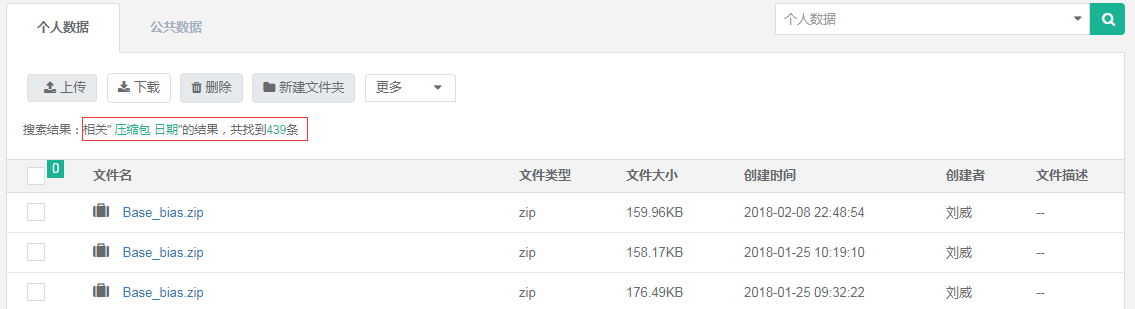 个人数据 公共数据 个人数据
上传 下载 删除 新建文件夹 更多
搜索结果：相关" 压缩包 日期"的结果，共找到439条
0 文件名 文件类型 文件大小 创建时间 创建者 文件描述
Base_bias.zip zip 159.96KB 2018-02-08 22:48:54 刘威 --
Base_bias.zip zip 158.17KB 2018-01-25 10:19:10 刘威 --
Base_bias.zip zip 176.49KB 2018-01-25 09:32:22 刘威 --